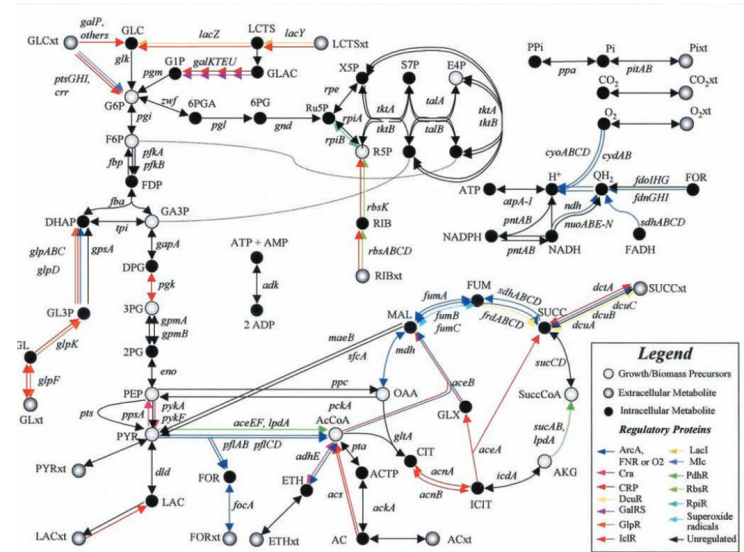 galP,
others
GLC
lacZ
LCTS
lacY
GLCxt
LCTSxt
glk
galKTEU
G1P
GLAC
pgm
ptsGHI,
crr
G6P
zwf
6PGA
6PG
Ru5P
pgl
gnd
pgi
F6P
fbp
pfkA
pfkB
FDP
fba
X5P
S7P
E4P
rpe
rpiA
rpiB
tktA
tktB
talA
talB
tktA
tktB
R5P
rbsK
RIB
rbsABCD
RIBxt
PPi
ppa
Pi
pitAB
Pixt
CO2
CO2xt
O2
O2xt
cyoABCD
cydAB
ATP
atpA-I
H+
QH2
fdoIHG
fdnGHI
FOR
ndh
pntAB
nuoABE-N
sdhABCD
NADPH
pntAB
NADH
FADH
DHAP
GA3P
tpi
glpABC
gpsA
glpD
gapA
DPG
pgk
ATP + AMP
adk
2 ADP
GL3P
3PG
gpmA
gpmB
GL
glpK
2PG
glpF
eno
GLxt
PEP
ppc
OAA
pckA
pts
ppsA
pykA
pykF
PYR
aceEF, lpdA
AcCoA
pflAB pflCD
PYRxt
dld
LAC
LACxt
FOR
focA
FORxt
adhE
ETH
ETHxt
pta
ACTP
acs
ackA
AC
ACxt
maeB
sfcA
MAL
fumA
fumB
fumC
FUM
sdhABCD
frdABCD
SUCC
dctA
dcuC
dcuB
dcuA
SUCCxt
mdh
aceB
GLX
sucCD
SuccCoA
sucAB,
lpdA
gltA
CIT
acnA
acnB
aceA
ICIT
icdA
AKG
Legend
Growth/Biomass Precursors
Extracellular Metabolite
Intracellular Metabolite
Regulatory Proteins
ArcA,
FNR or O2
Cra
CRP
DcuR
GalRS
GlpR
IclR
LacI
Mlc
PdhR
RbsR
RpiR
Superoxide
radicals
Unregulated